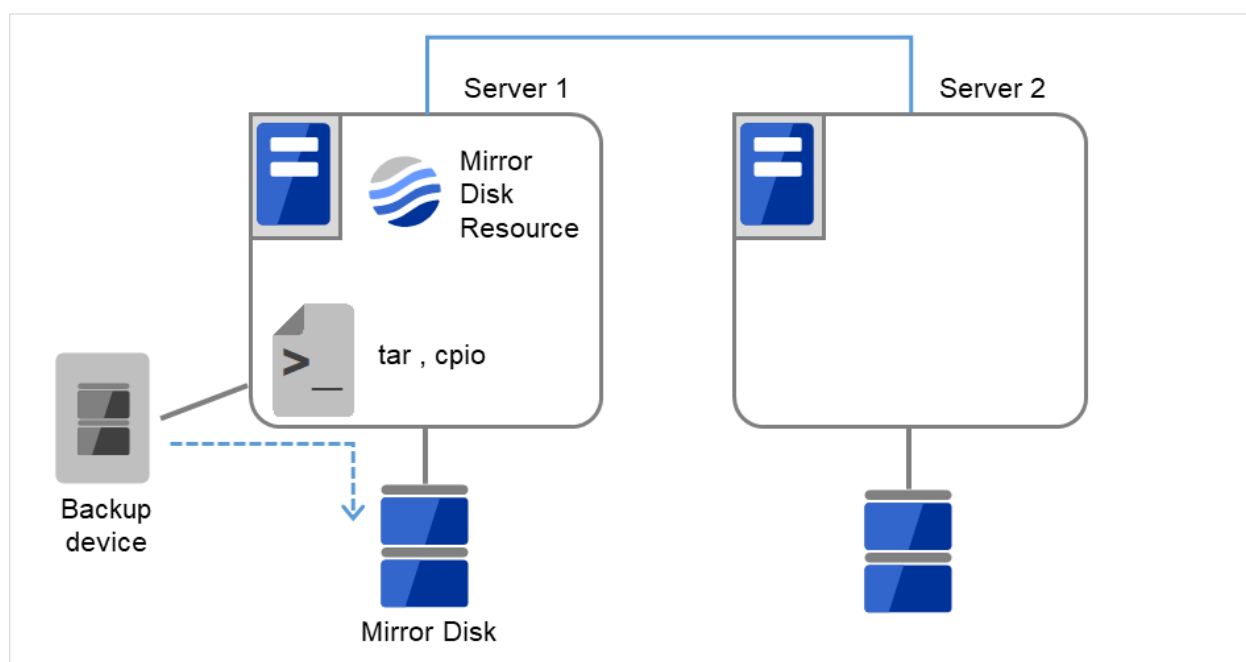 Server 1
Server 2
Mirror
Disk
Resource
>_
tar , cpio
Backup
device
Mirror Disk